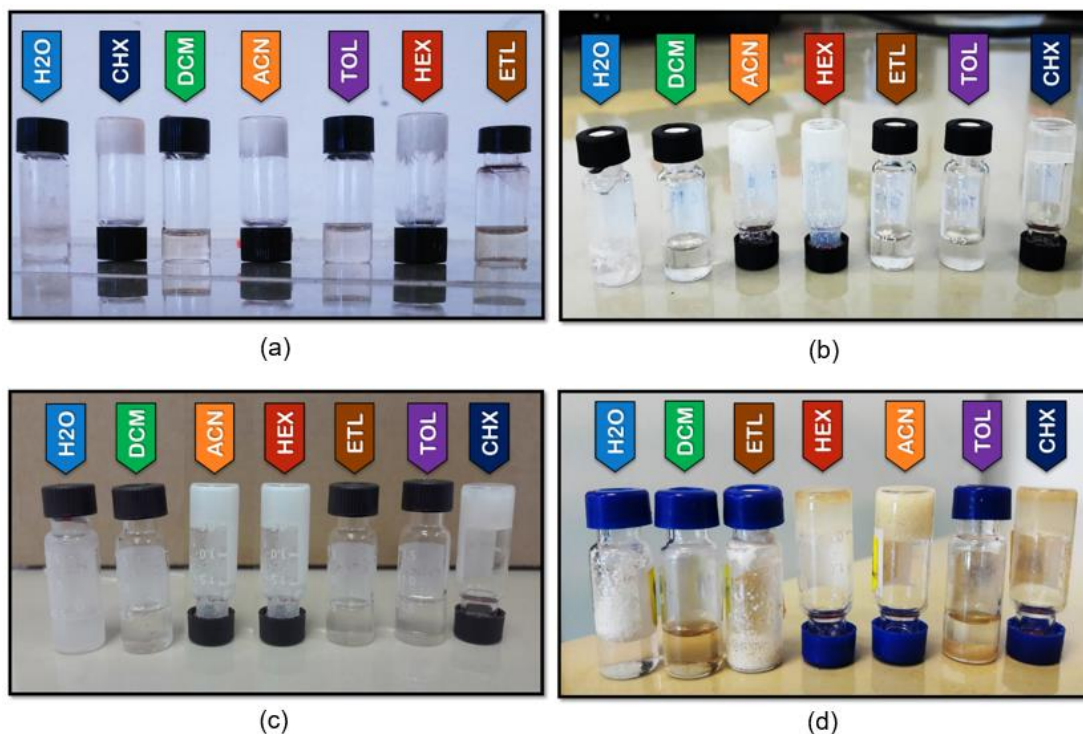 H2O CHX DCM ACN TOL HEX ETL
(a)
H2O DCM ACN HEX ETL TOL CHX
(b)
H2O DCM ACN HEX ETL TOL CHX
(c)
H2O DCM ETL HEX ACN TOL CHX
(d)